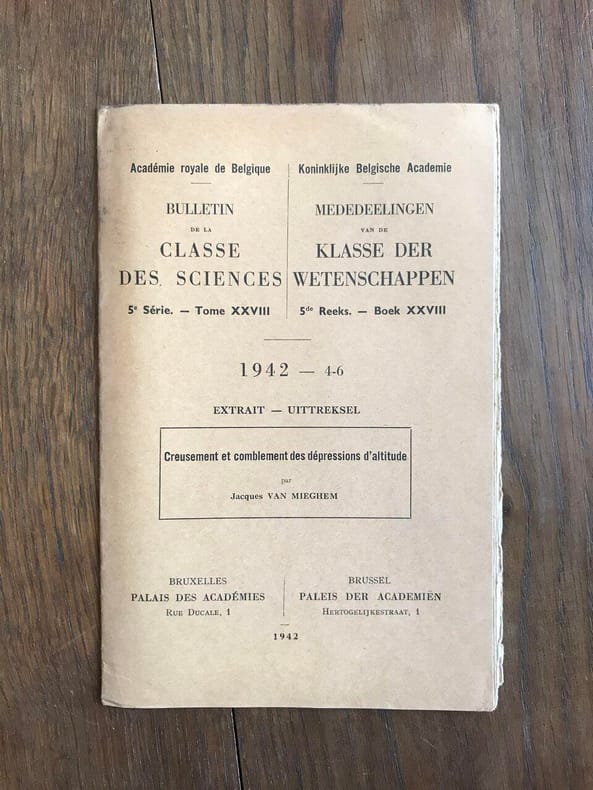 Académie royale de Belgique
BULLETIN
DE LA
CLASSE
DES SCIENCES
5e Série. — Tome XXVIII
Koninklijke Belgische Academie
MEDEDEELINGEN
VAN DE
KLASSE DER
WETENSCHAPPEN
5de Reeks. — Boek XXVIII
1942 — 4-6
EXTRAIT — UITTREKSEL
Creusement et comblement des dépressions d'altitude
par
Jacques VAN MIEGHEM
BRUXELLES
PALAIS DES ACADÉMIES
RUE DUCALE, 1
BRUSSEL
PALEIS DER ACADEMIËN
HERTOGELIJKESTRAAT, 1
1942